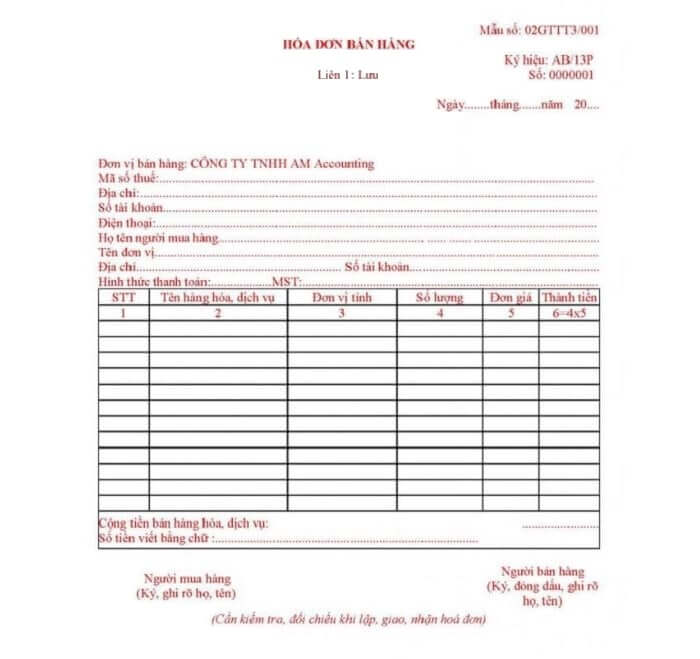 Mẫu số: 02GTTT3/001
HÓA DƠN BÁN HÀNG
Ký hiệu: AB/13P
Liên 1: Lưu
Số: 0000001
Ngày........tháng.......năm 20....
Đơn vị bán hàng: CÔNG TY TNHH AM Accounting
Mã số thuế:
Địa chỉ:
Số tài khoản
Điện thoại:
Họ tên người mua hàng
Tên đơn vị
Địa chỉ Số tài khoản
Hình thức thanh toán: MST:
STT Tên hàng hóa, dịch vụ Đơn vị tính Số lượng Đơn giá Thành tiền
1 2 3 4 5 6=4x5
Cộng tiền bán hàng hóa, dịch vụ:
Số tiền viết bằng chữ :
Người mua hàng Người bán hàng
(Ký, ghi rõ họ, tên) (Ký, đóng dấu, ghi rõ
họ, tên)
(Cần kiểm tra, đối chiếu khi lập, giao, nhận hoá đơn)